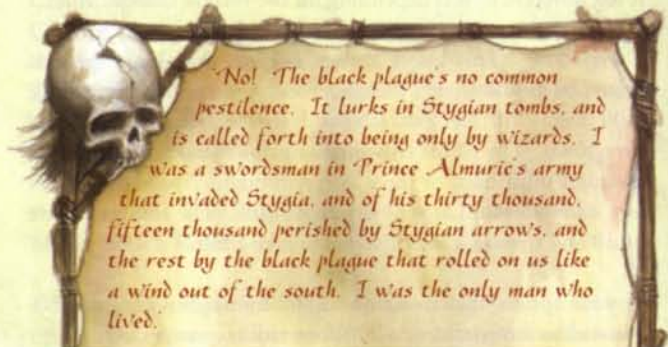 "No! The black plague's no common
pestilence. It lurks in Stygian tombs, and
is called forth into being only by wizards. I
was a swordsman in Prince Almuric's army
that invaded Stygia, and of his thirty thousand,
fifteen thousand perished by Stygian arrows, and
the rest by the black plague that rolled on us like
a wind out of the south. I was the only man who
lived."